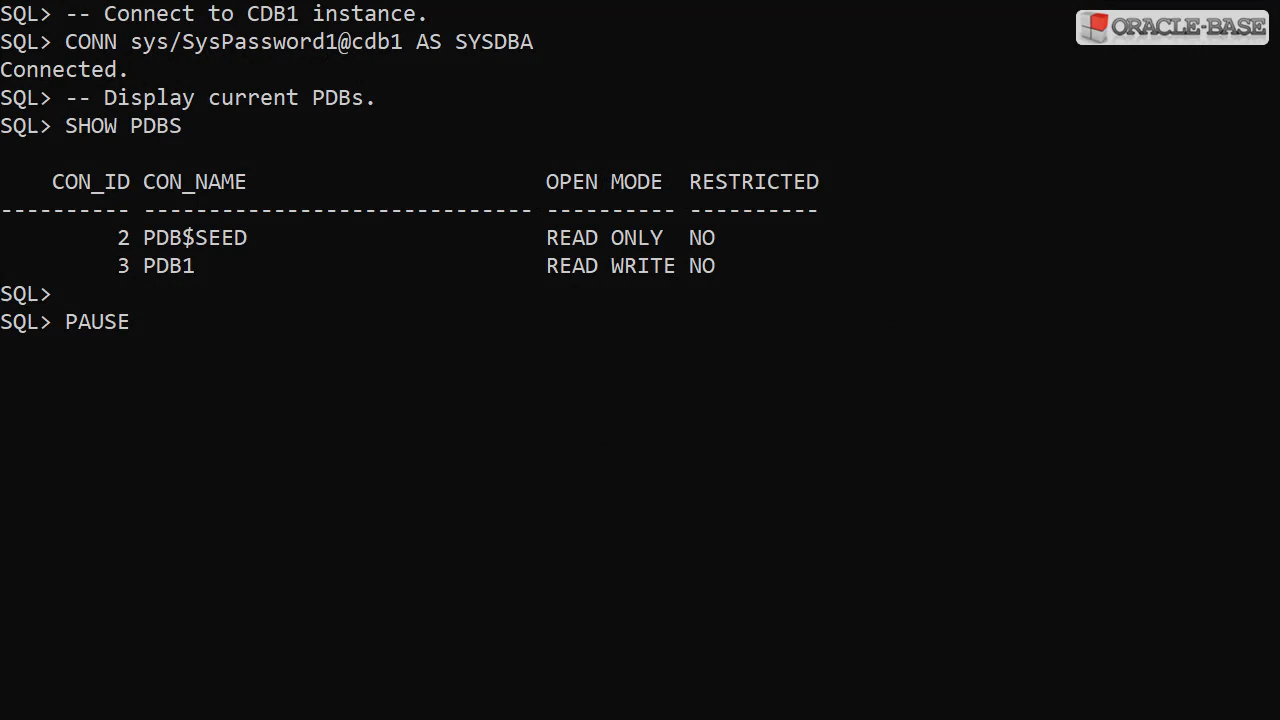 SQL> -- Connect to CDB1 instance.
ORACLE-BASE
SQL> CONN sys/SysPassword1@cdb1 AS SYSDBA
Connected.
SQL> -- Display current PDBs.
SQL> SHOW PDBS
    CON_ID CON_NAME                       OPEN MODE  RESTRICTED
---------- ------------------------------ ---------- ----------
         2 PDB$SEED                       READ ONLY  NO
         3 PDB1                           READ WRITE NO
SQL>
SQL> PAUSE